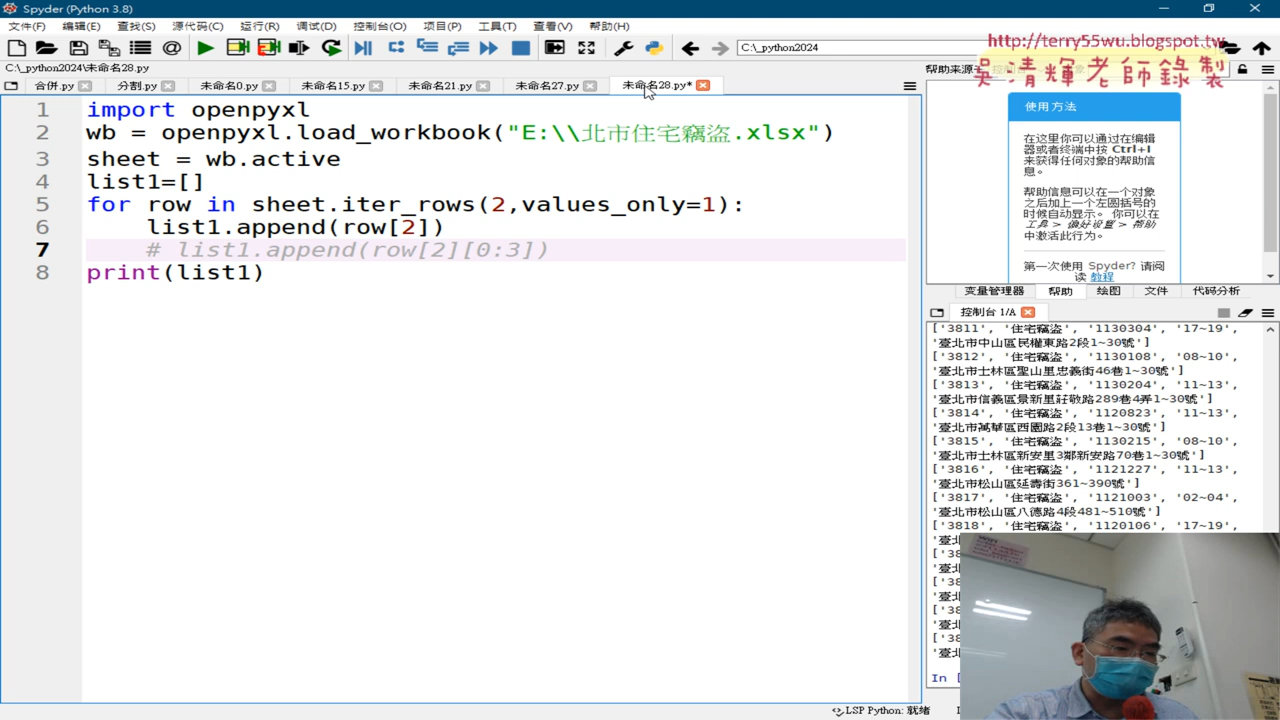 Spyder (Python 3.8)
文件(F) 编辑(E) 查找(S) 源代码(C) 运行(R) 调试(D) 控制台(O) 项目(P) 工具(T) 查看(V) 帮助(H)
C:\_python2024
http://terry55wu.blogspot.tw
吳清輝老師錄製
C:\_python2024\未命名28.py
帮助来源
合併.py 分割.py 未命名0.py 未命名15.py 未命名21.py 未命名27.py 未命名28.py*
1 import openpyxl
2 wb = openpyxl.load_workbook("E:\\北市住宅竊盜.xlsx")
3 sheet = wb.active
4 list1=[]
5 for row in sheet.iter_rows(2,values_only=1):
6 list1.append(row[2])
7 # list1.append(row[2][0:3])
8 print(list1)
使用方法
在这里你可以通过在编辑
器或者终端中按 Ctrl+I
来获得任何对象的帮助信
息。
帮助信息可以在一个对象
之后加上一个左圆括号的
时候自动显示。 你可以在
工具 > 偏好设置 > 帮助
中激活此行为。
第一次使用 Spyder? 请阅
读 教程
变量管理器 帮助 绘图 文件 代码分析
控制台 1/A
['3811', '住宅竊盜', '1130304', '17~19',
'臺北市中山區民權東路2段1~30號']
['3812', '住宅竊盜', '1130108', '08~10',
'臺北市士林區聖山里忠義街46巷1~30號']
['3813', '住宅竊盜', '1130204', '11~13',
'臺北市信義區景新里莊敬路289巷4弄1~30號']
['3814', '住宅竊盜', '1120823', '11~13',
'臺北市萬華區西園路2段13巷1~30號']
['3815', '住宅竊盜', '1130215', '08~10',
'臺北市士林區新安里3鄰新安路70巷1~30號']
['3816', '住宅竊盜', '1121227', '11~13',
'臺北市松山區延壽街361~390號']
['3817', '住宅竊盜', '1121003', '02~04',
'臺北市松山區八德路4段481~510號']
['3818', '住宅竊盜', '1120106', '17~19',
'臺北
['38
'臺
['3
'臺
['3
'臺
['3
'臺
In [
LSP Python: 就绪